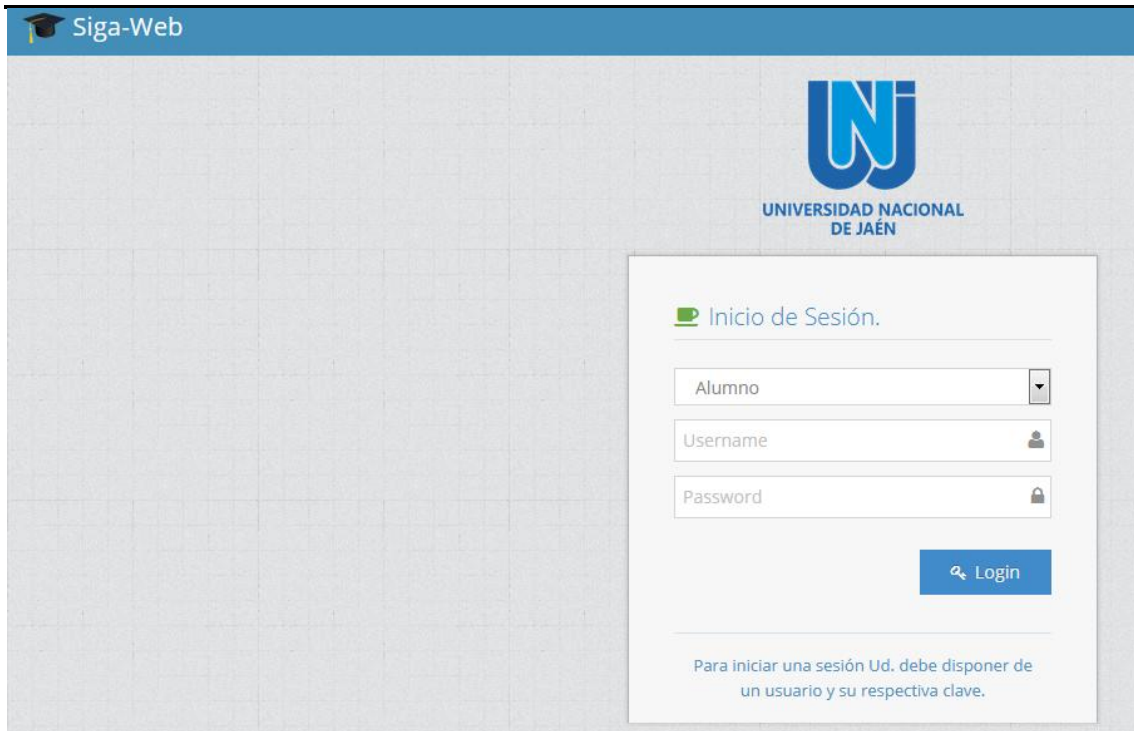 Siga-Web
UNJ
UNIVERSIDAD NACIONAL
DE JAÉN
Inicio de Sesión.
Alumno
Username
Password
Login
Para iniciar una sesión Ud. debe disponer de
un usuario y su respectiva clave.